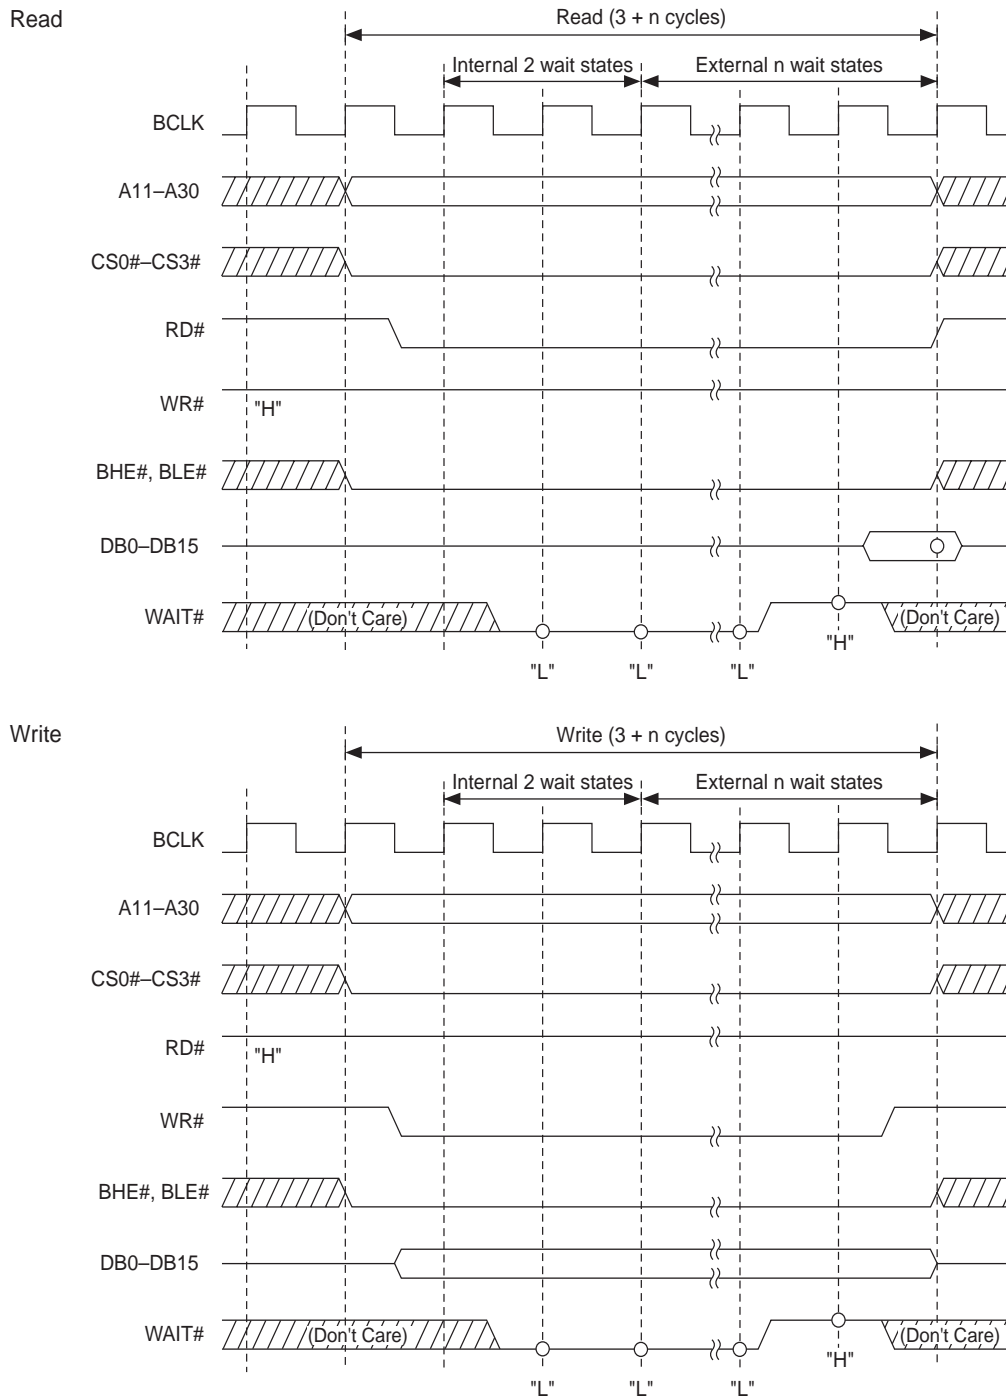 Read
Read (3 + n cycles)
Internal 2 wait states
External n wait states
BCLK
A11–A30
CS0#–CS3#
RD#
WR#
"H"
BHE#, BLE#
DB0–DB15
WAIT#
(Don't Care)
(Don't Care)
"H"
"L"
"L"
"L"
Write
Write (3 + n cycles)
Internal 2 wait states
External n wait states
BCLK
A11–A30
CS0#–CS3#
RD#
"H"
WR#
BHE#, BLE#
DB0–DB15
WAIT#
(Don't Care)
(Don't Care)
"H"
"L"
"L"
"L"